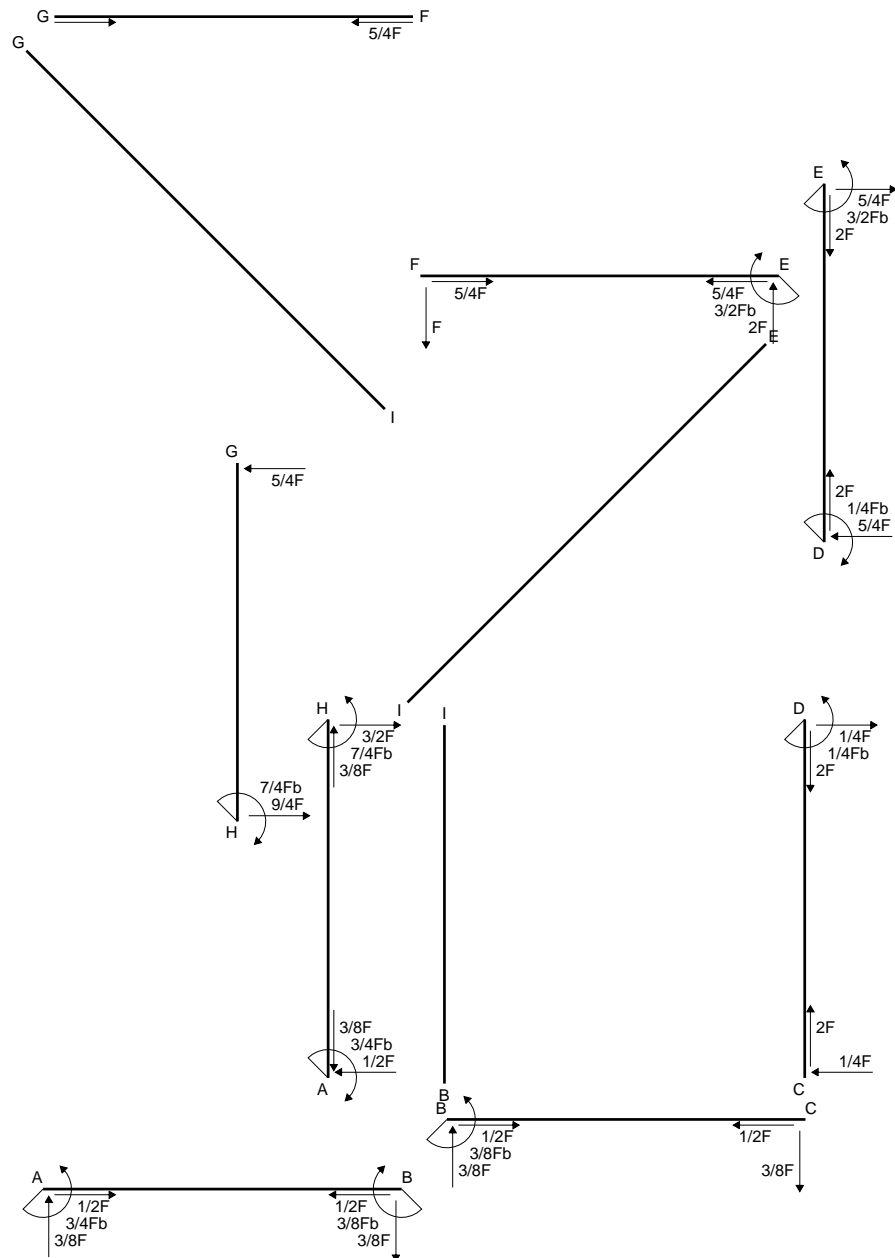 G F
5/4F
G
E
5/4F
3/2Fb
2F
F E
5/4F 5/4F
3/2Fb
F 2F
E
I
G
5/4F
2F
1/4Fb
5/4F
D
H I I D
3/2F 1/4F
7/4Fb 1/4Fb
3/8F 2F
7/4Fb
9/4F
H
3/8F 2F
3/4Fb
1/2F 1/4F
A B C
B C
1/2F 1/2F
3/8Fb
3/8F 3/8F
A B
1/2F 1/2F
3/4Fb 3/8Fb
3/8F 3/8F